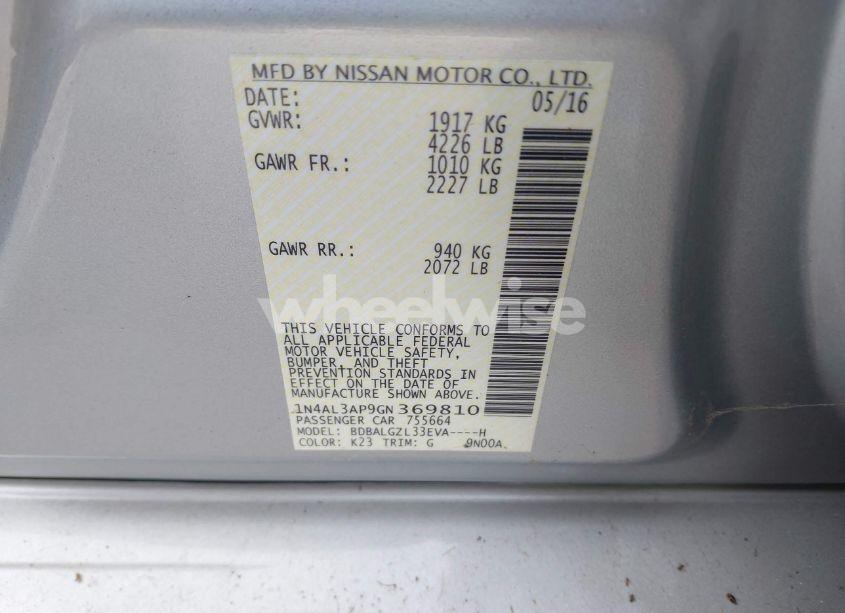 MFD BY NISSAN MOTOR CO., LTD.
DATE: 05/16
GVWR: 1917 KG
4226 LB
GAWR FR.: 1010 KG
2227 LB
GAWR RR.: 940 KG
2072 LB
wheelwise
THIS VEHICLE CONFORMS TO
ALL APPLICABLE FEDERAL
MOTOR VEHICLE SAFETY,
BUMPER, AND THEFT
PREVENTION STANDARDS IN
EFFECT ON THE DATE OF
MANUFACTURE SHOWN ABOVE.
1N4AL3AP9GN369810
PASSENGER CAR 755664
MODEL: BDBALGZL33EVA----H
COLOR: K23 TRIM: G 9N00A